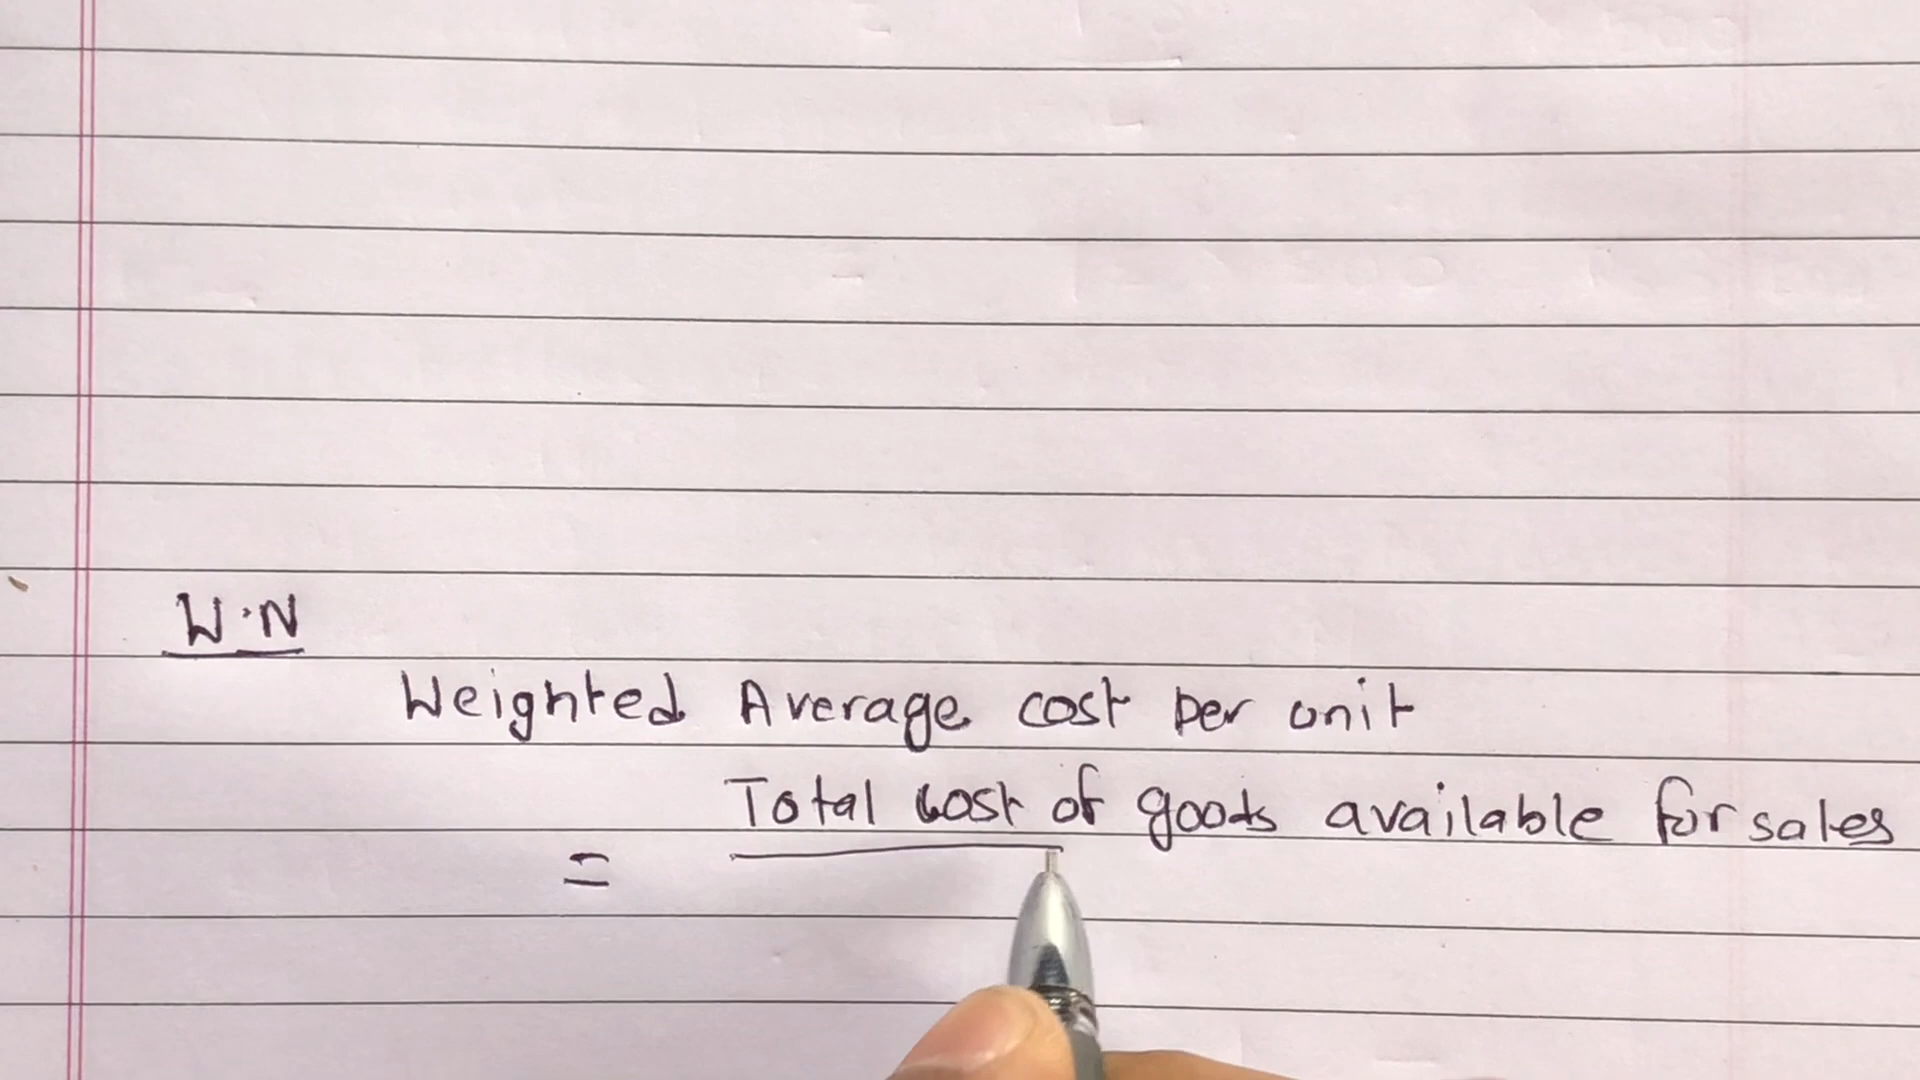 W.N
Weighted Average cost per unit
Total cost of goods available for sales
=